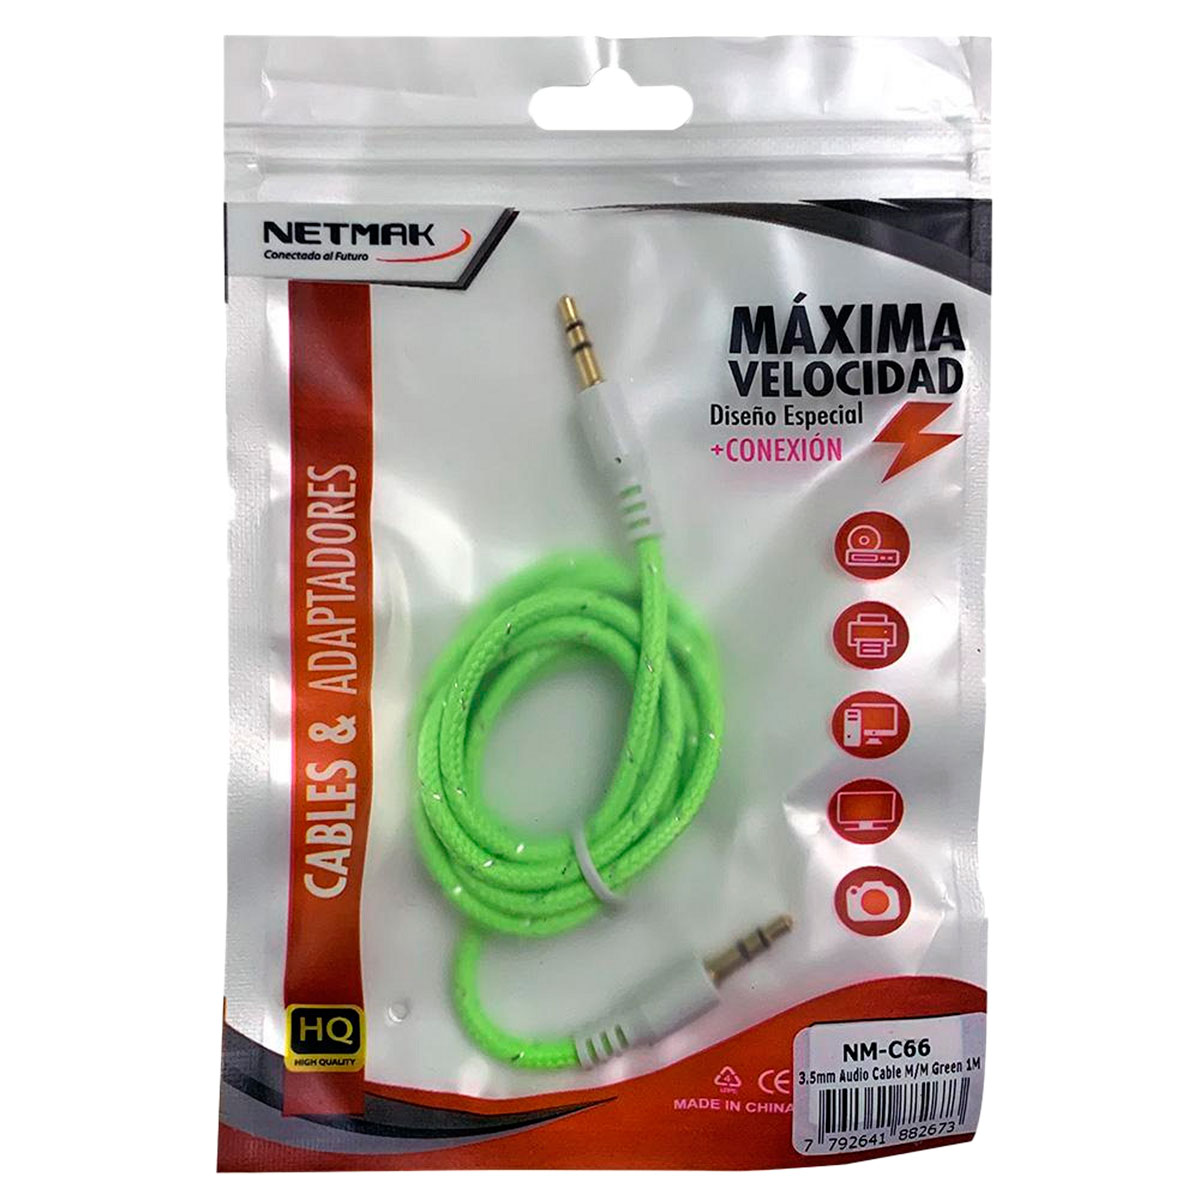 NETMAK
Conectado al Futuro
MÁXIMA
VELOCIDAD
Diseño Especial
+CONEXIÓN
CABLES & ADAPTADORES
HQ
HIGH QUALITY
4
CE
MADE IN CHINA
NM-C66
3.5mm Audio Cable M/M Green 1M
7 792641 882673